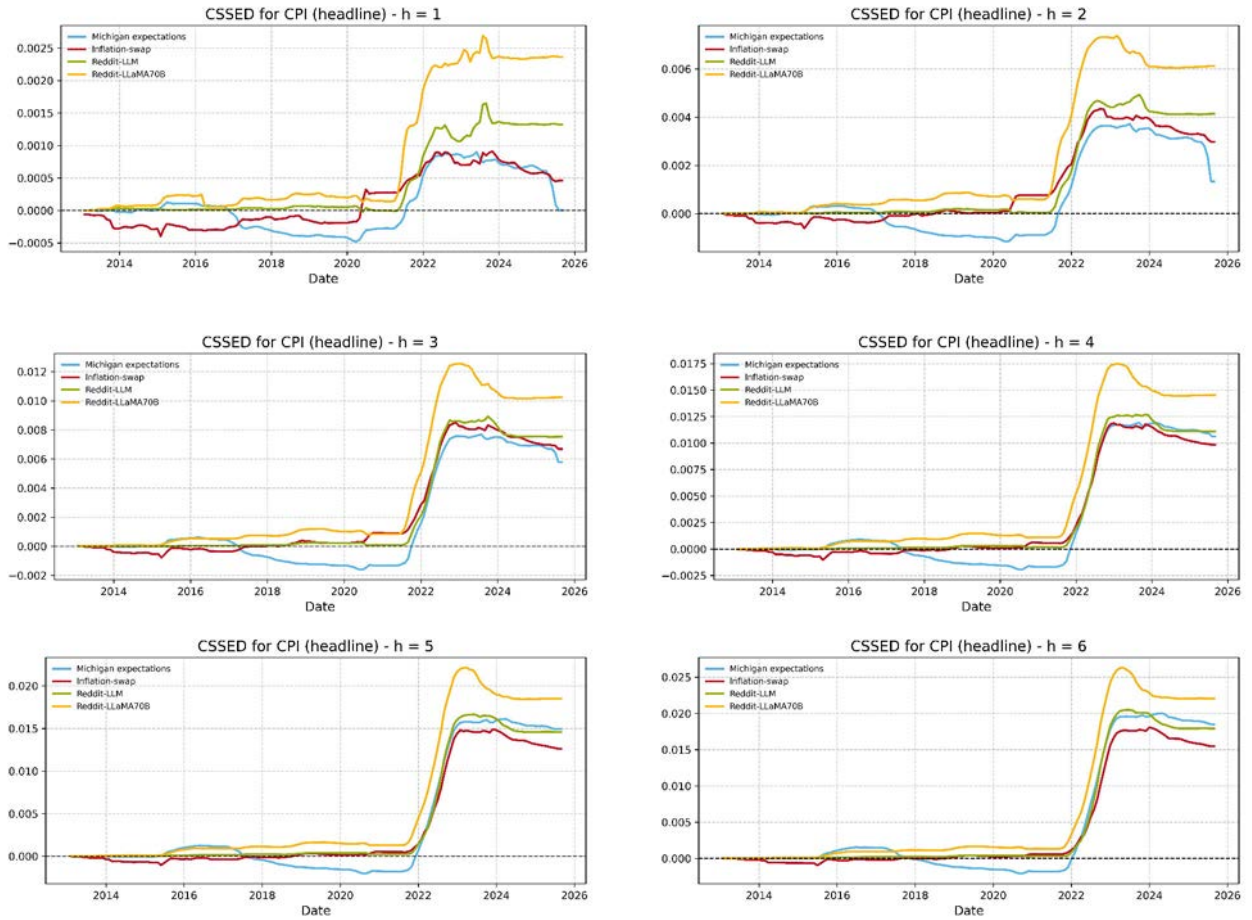 CSSED for CPI (headline) - h = 1
Michigan expectations
Inflation-swap
Reddit-LLM
Reddit-LLaMA70B
0.0025
0.0020
0.0015
0.0010
0.0005
0.0000
−0.0005
2014 2016 2018 2020 2022 2024 2026
Date
CSSED for CPI (headline) - h = 2
Michigan expectations
Inflation-swap
Reddit-LLM
Reddit-LLaMA70B
0.006
0.004
0.002
0.000
2014 2016 2018 2020 2022 2024 2026
Date
CSSED for CPI (headline) - h = 3
Michigan expectations
Inflation-swap
Reddit-LLM
Reddit-LLaMA70B
0.012
0.010
0.008
0.006
0.004
0.002
0.000
−0.002
2014 2016 2018 2020 2022 2024 2026
Date
CSSED for CPI (headline) - h = 4
Michigan expectations
Inflation-swap
Reddit-LLM
Reddit-LLaMA70B
0.0175
0.0150
0.0125
0.0100
0.0075
0.0050
0.0025
0.0000
−0.0025
2014 2016 2018 2020 2022 2024 2026
Date
CSSED for CPI (headline) - h = 5
Michigan expectations
Inflation-swap
Reddit-LLM
Reddit-LLaMA70B
0.020
0.015
0.010
0.005
0.000
2014 2016 2018 2020 2022 2024 2026
Date
CSSED for CPI (headline) - h = 6
Michigan expectations
Inflation-swap
Reddit-LLM
Reddit-LLaMA70B
0.025
0.020
0.015
0.010
0.005
0.000
2014 2016 2018 2020 2022 2024 2026
Date